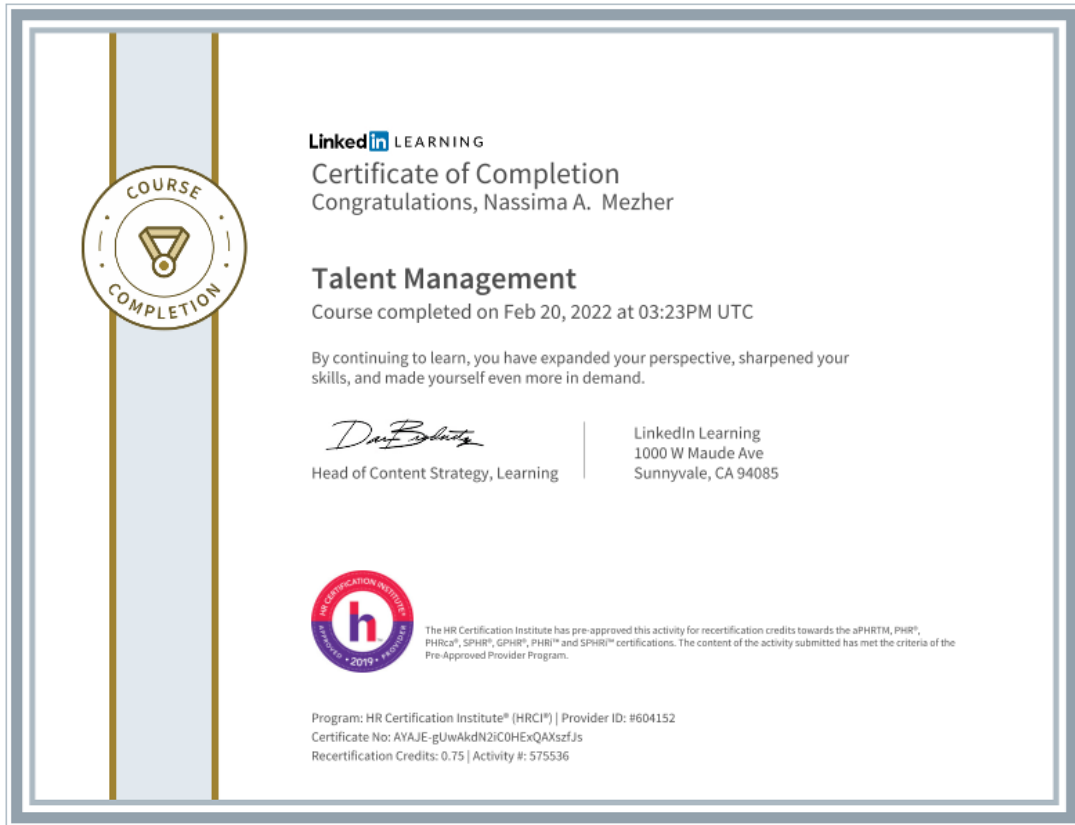 LinkedIn LEARNING
Certificate of Completion
Congratulations, Nassima A. Mezher
COURSE
COMPLETION
Talent Management
Course completed on Feb 20, 2022 at 03:23PM UTC
By continuing to learn, you have expanded your perspective, sharpened your
skills, and made yourself even more in demand.
Head of Content Strategy, Learning
LinkedIn Learning
1000 W Maude Ave
Sunnyvale, CA 94085
HR CERTIFICATION INSTITUTE®
h
APPROVED • 2019 • PROVIDER
The HR Certification Institute has pre-approved this activity for recertification credits towards the aPHRTM, PHR®,
PHRca®, SPHR®, GPHR®, PHRi™ and SPHRi™ certifications. The content of the activity submitted has met the criteria of the
Pre-Approved Provider Program.
Program: HR Certification Institute® (HRCI®) | Provider ID: #604152
Certificate No: AYAJE-gUwAkdN2iC0HExQAXszfJs
Recertification Credits: 0.75 | Activity #: 575536